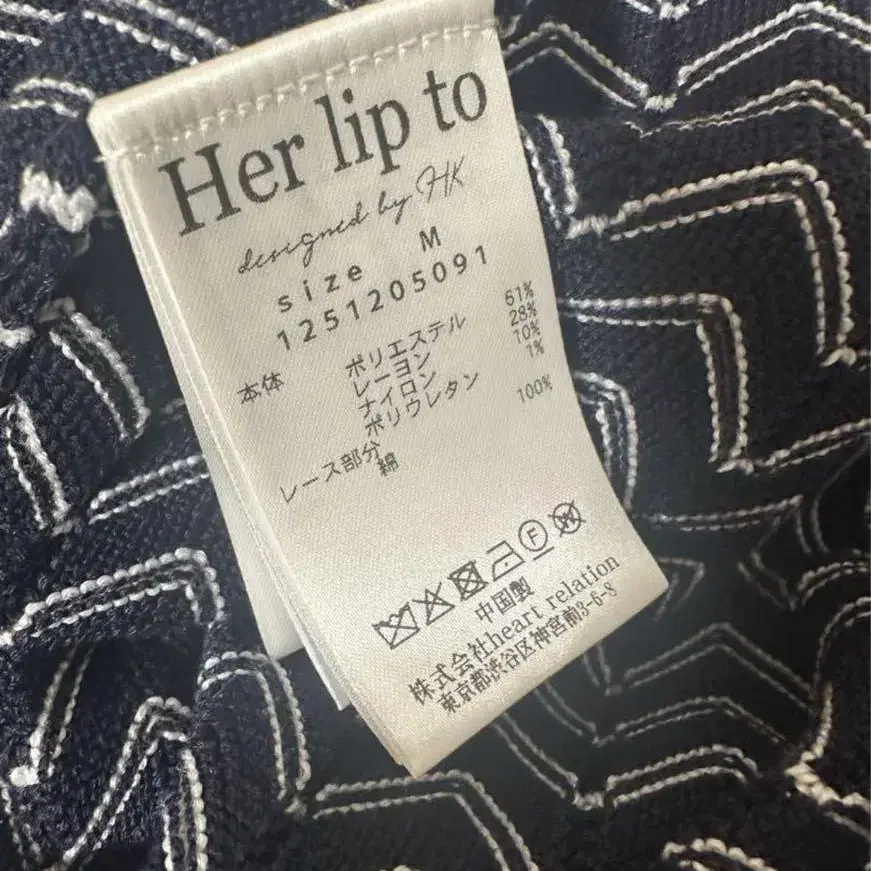 Her lip to
designed by HK
size M
1251205091
本体 ポリエステル 61%
レーヨン 28%
ナイロン 10%
ポリウレタン 1%
レース部分
綿 100%
F
W
中国製
株式会社heart relation
東京都渋谷区神宮前3-6-8